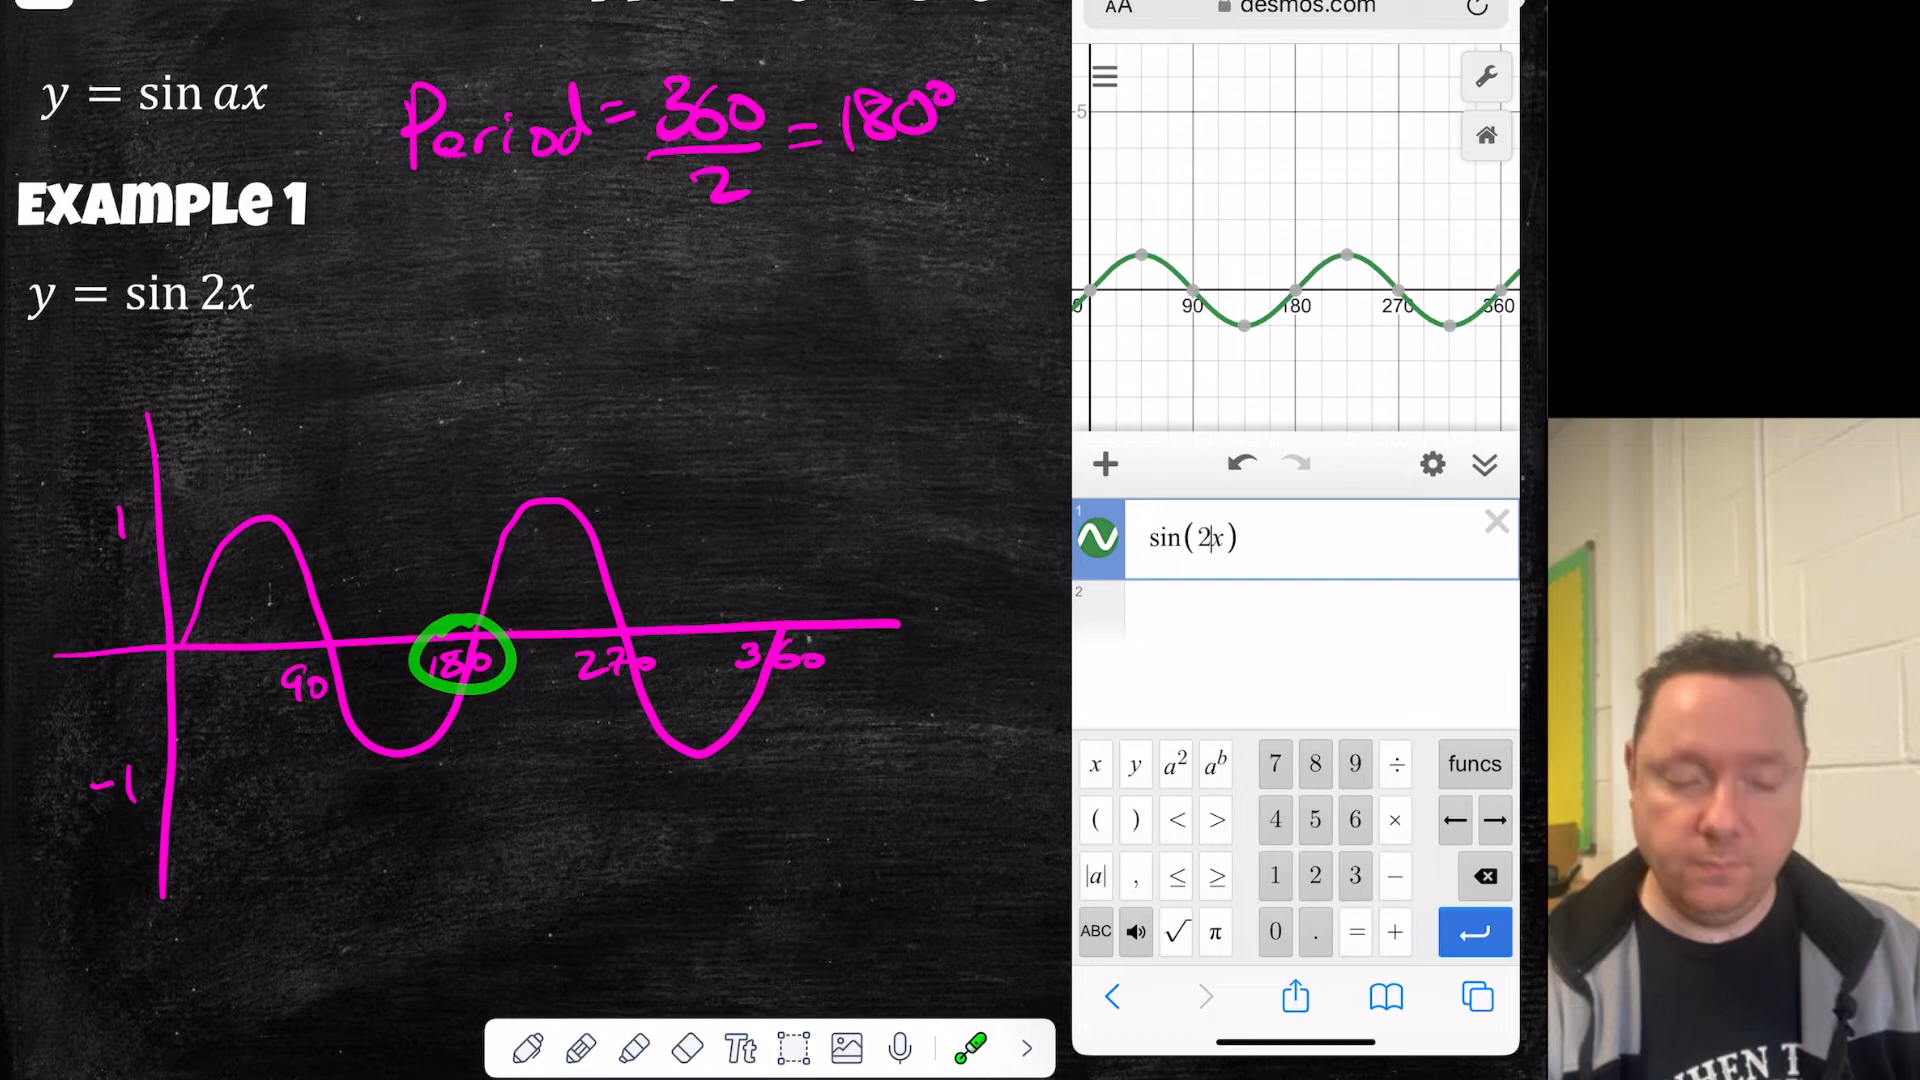 y = sin ax
Period = 360/2 = 180°
Example 1
y = sin 2x
1
-1
90
180
270
360
AA
desmos.com
5
0
90
180
270
360
1
sin(2x)
2
x y a² aᵇ 7 8 9 ÷ funcs
( ) < > 4 5 6 × ← →
|a| , ≤ ≥ 1 2 3 −
ABC √ π 0 . = +
Tt
WHEN T